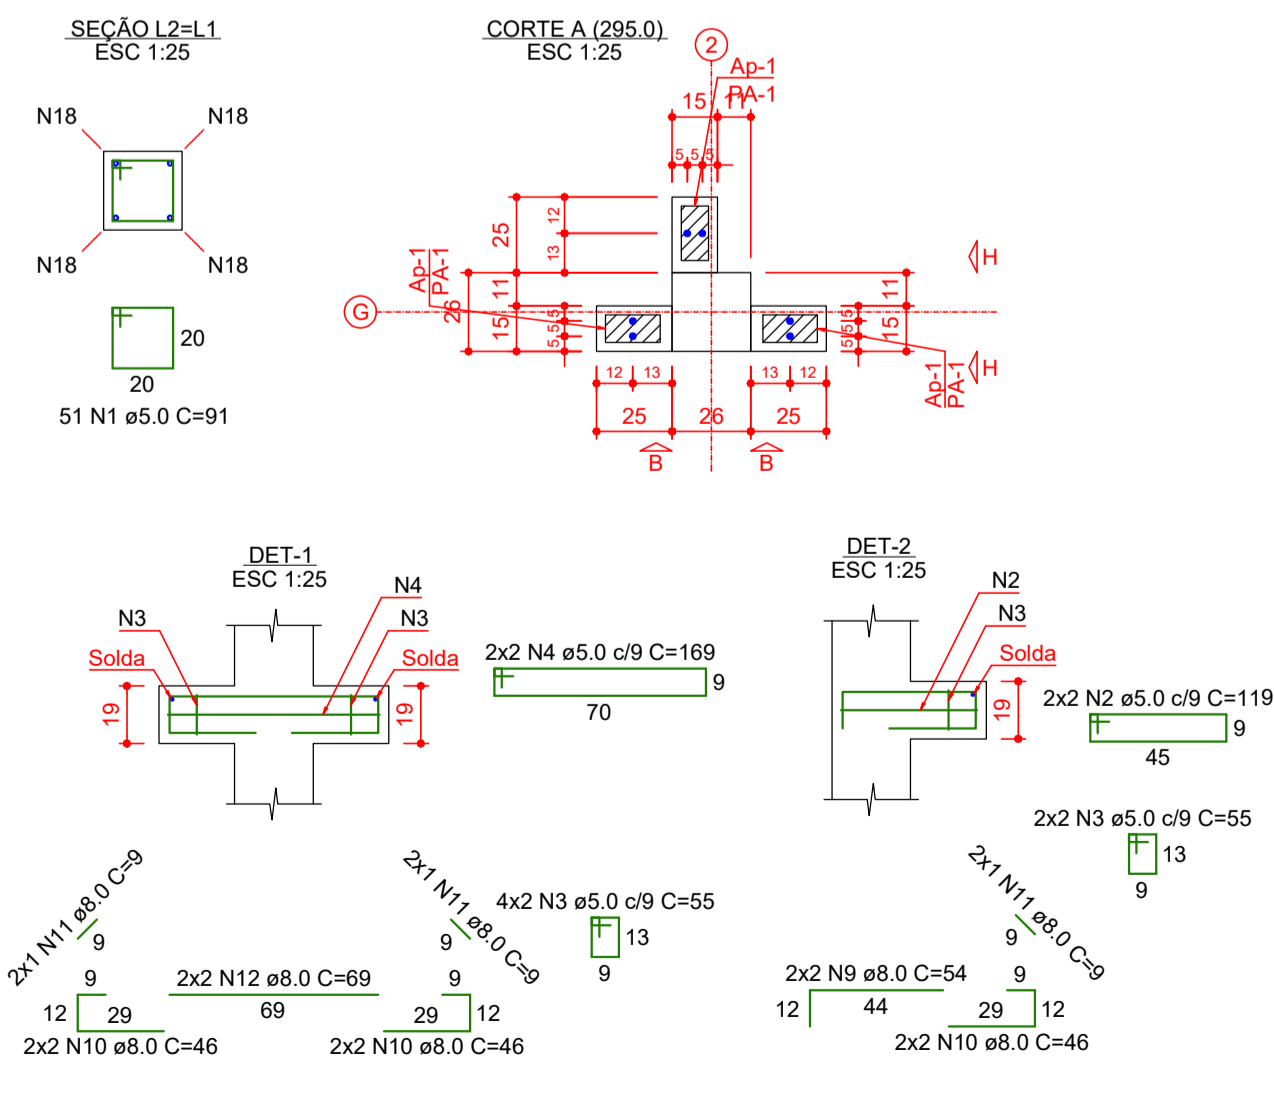 SEÇÃO L2=L1
ESC 1:25
N18
N18
N18
N18
20
20
51 N1 ø5.0 C=91
CORTE A (295.0)
ESC 1:25
2
Ap-1
PA-1
15
11
5
5
5
25
12
13
Ap-1
PA-1
H
G
26
11
15
5
5
5
11
15
5
5
5
H
Ap-1
PA-1
12
13
13
12
25
26
25
B
B
DET-1
ESC 1:25
N4
N3
N3
Solda
Solda
19
19
2x2 N4 ø5.0 c/9 C=169
9
70
DET-2
ESC 1:25
N2
N3
Solda
19
2x2 N2 ø5.0 c/9 C=119
9
45
2x2 N3 ø5.0 c/9 C=55
13
9
2x1 N11 ø8.0 C=9
9
2x1 N11 ø8.0 C=9
9
4x2 N3 ø5.0 c/9 C=55
13
9
9
12
29
2x2 N10 ø8.0 C=46
2x2 N12 ø8.0 C=69
69
9
29
12
2x2 N10 ø8.0 C=46
2x1 N11 ø8.0 C=9
9
2x2 N9 ø8.0 C=54
12
44
9
29
12
2x2 N10 ø8.0 C=46